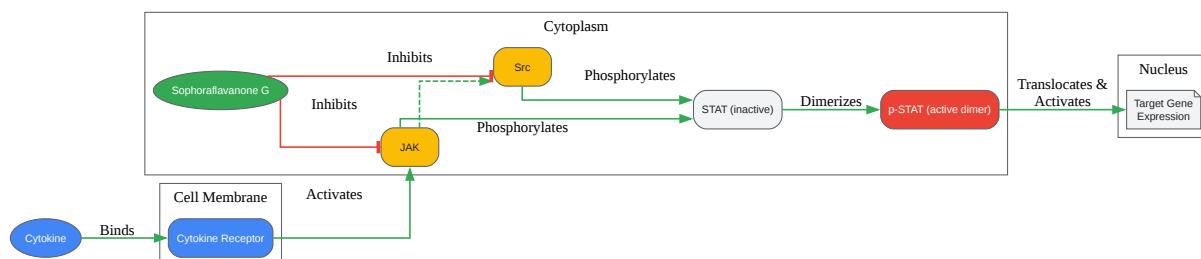 Cytoplasm
Inhibits
Src
Sophoraflavanone G
Phosphorylates
Inhibits
STAT (inactive)
Dimerizes
p-STAT (active dimer)
Translocates &
Activates
Nucleus
Target Gene
Expression
Phosphorylates
JAK
Cell Membrane
Activates
Cytokine
Binds
Cytokine Receptor